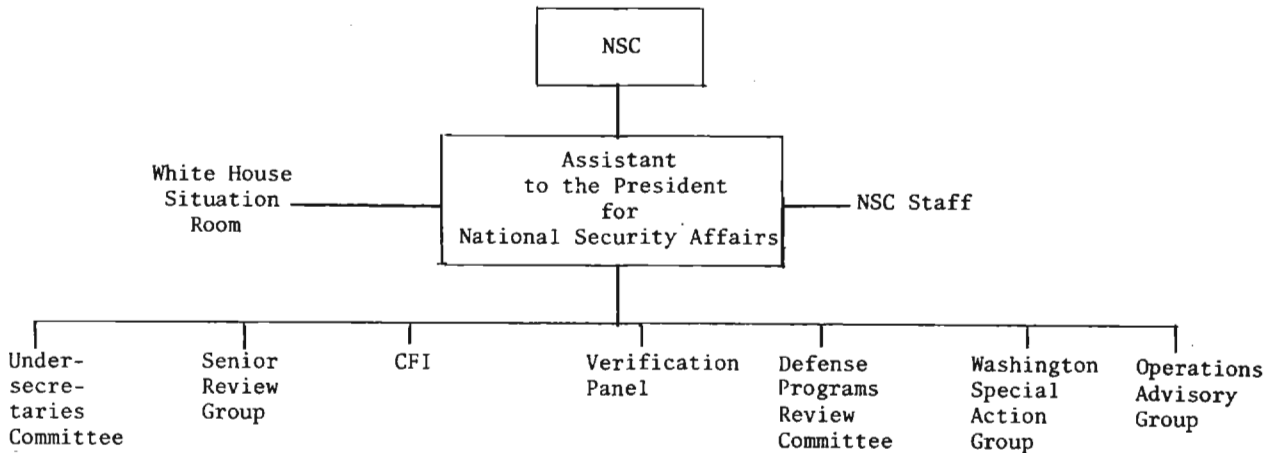 NSC
Assistant
to the President
for
National Security Affairs
White House
Situation
Room
NSC Staff
Under-
secre-
taries
Committee
Senior
Review
Group
CFI
Verification
Panel
Defense
Programs
Review
Committee
Washington
Special
Action
Group
Operations
Advisory
Group